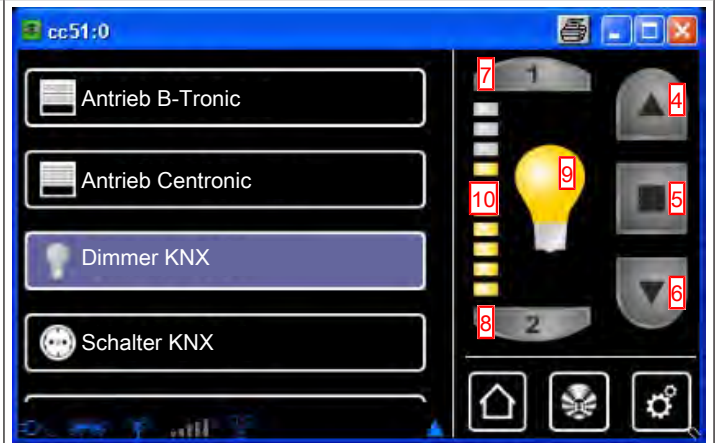 cc51:0
Antrieb B-Tronic
Antrieb Centronic
Dimmer KNX
Schalter KNX
7
1
4
9
10
5
6
8
2